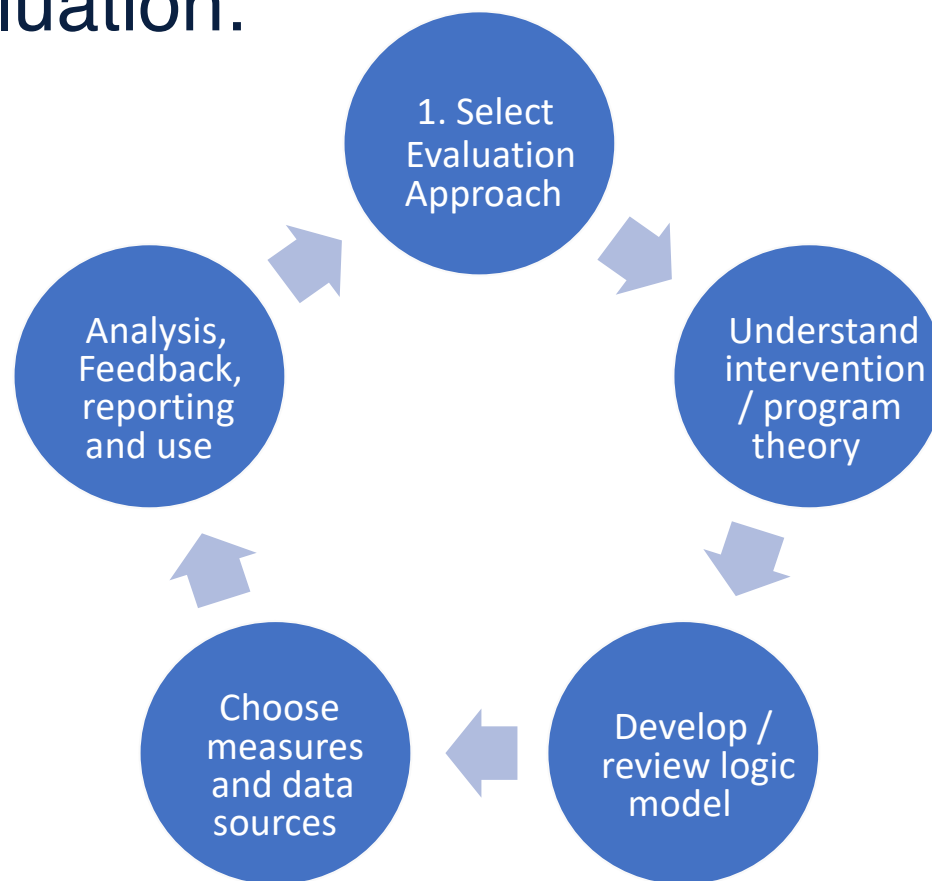 luation:
1. Select
Evaluation
Approach
Understand
intervention
/ program
theory
Develop /
review logic
model
Choose
measures
and data
sources
Analysis,
Feedback,
reporting
and use